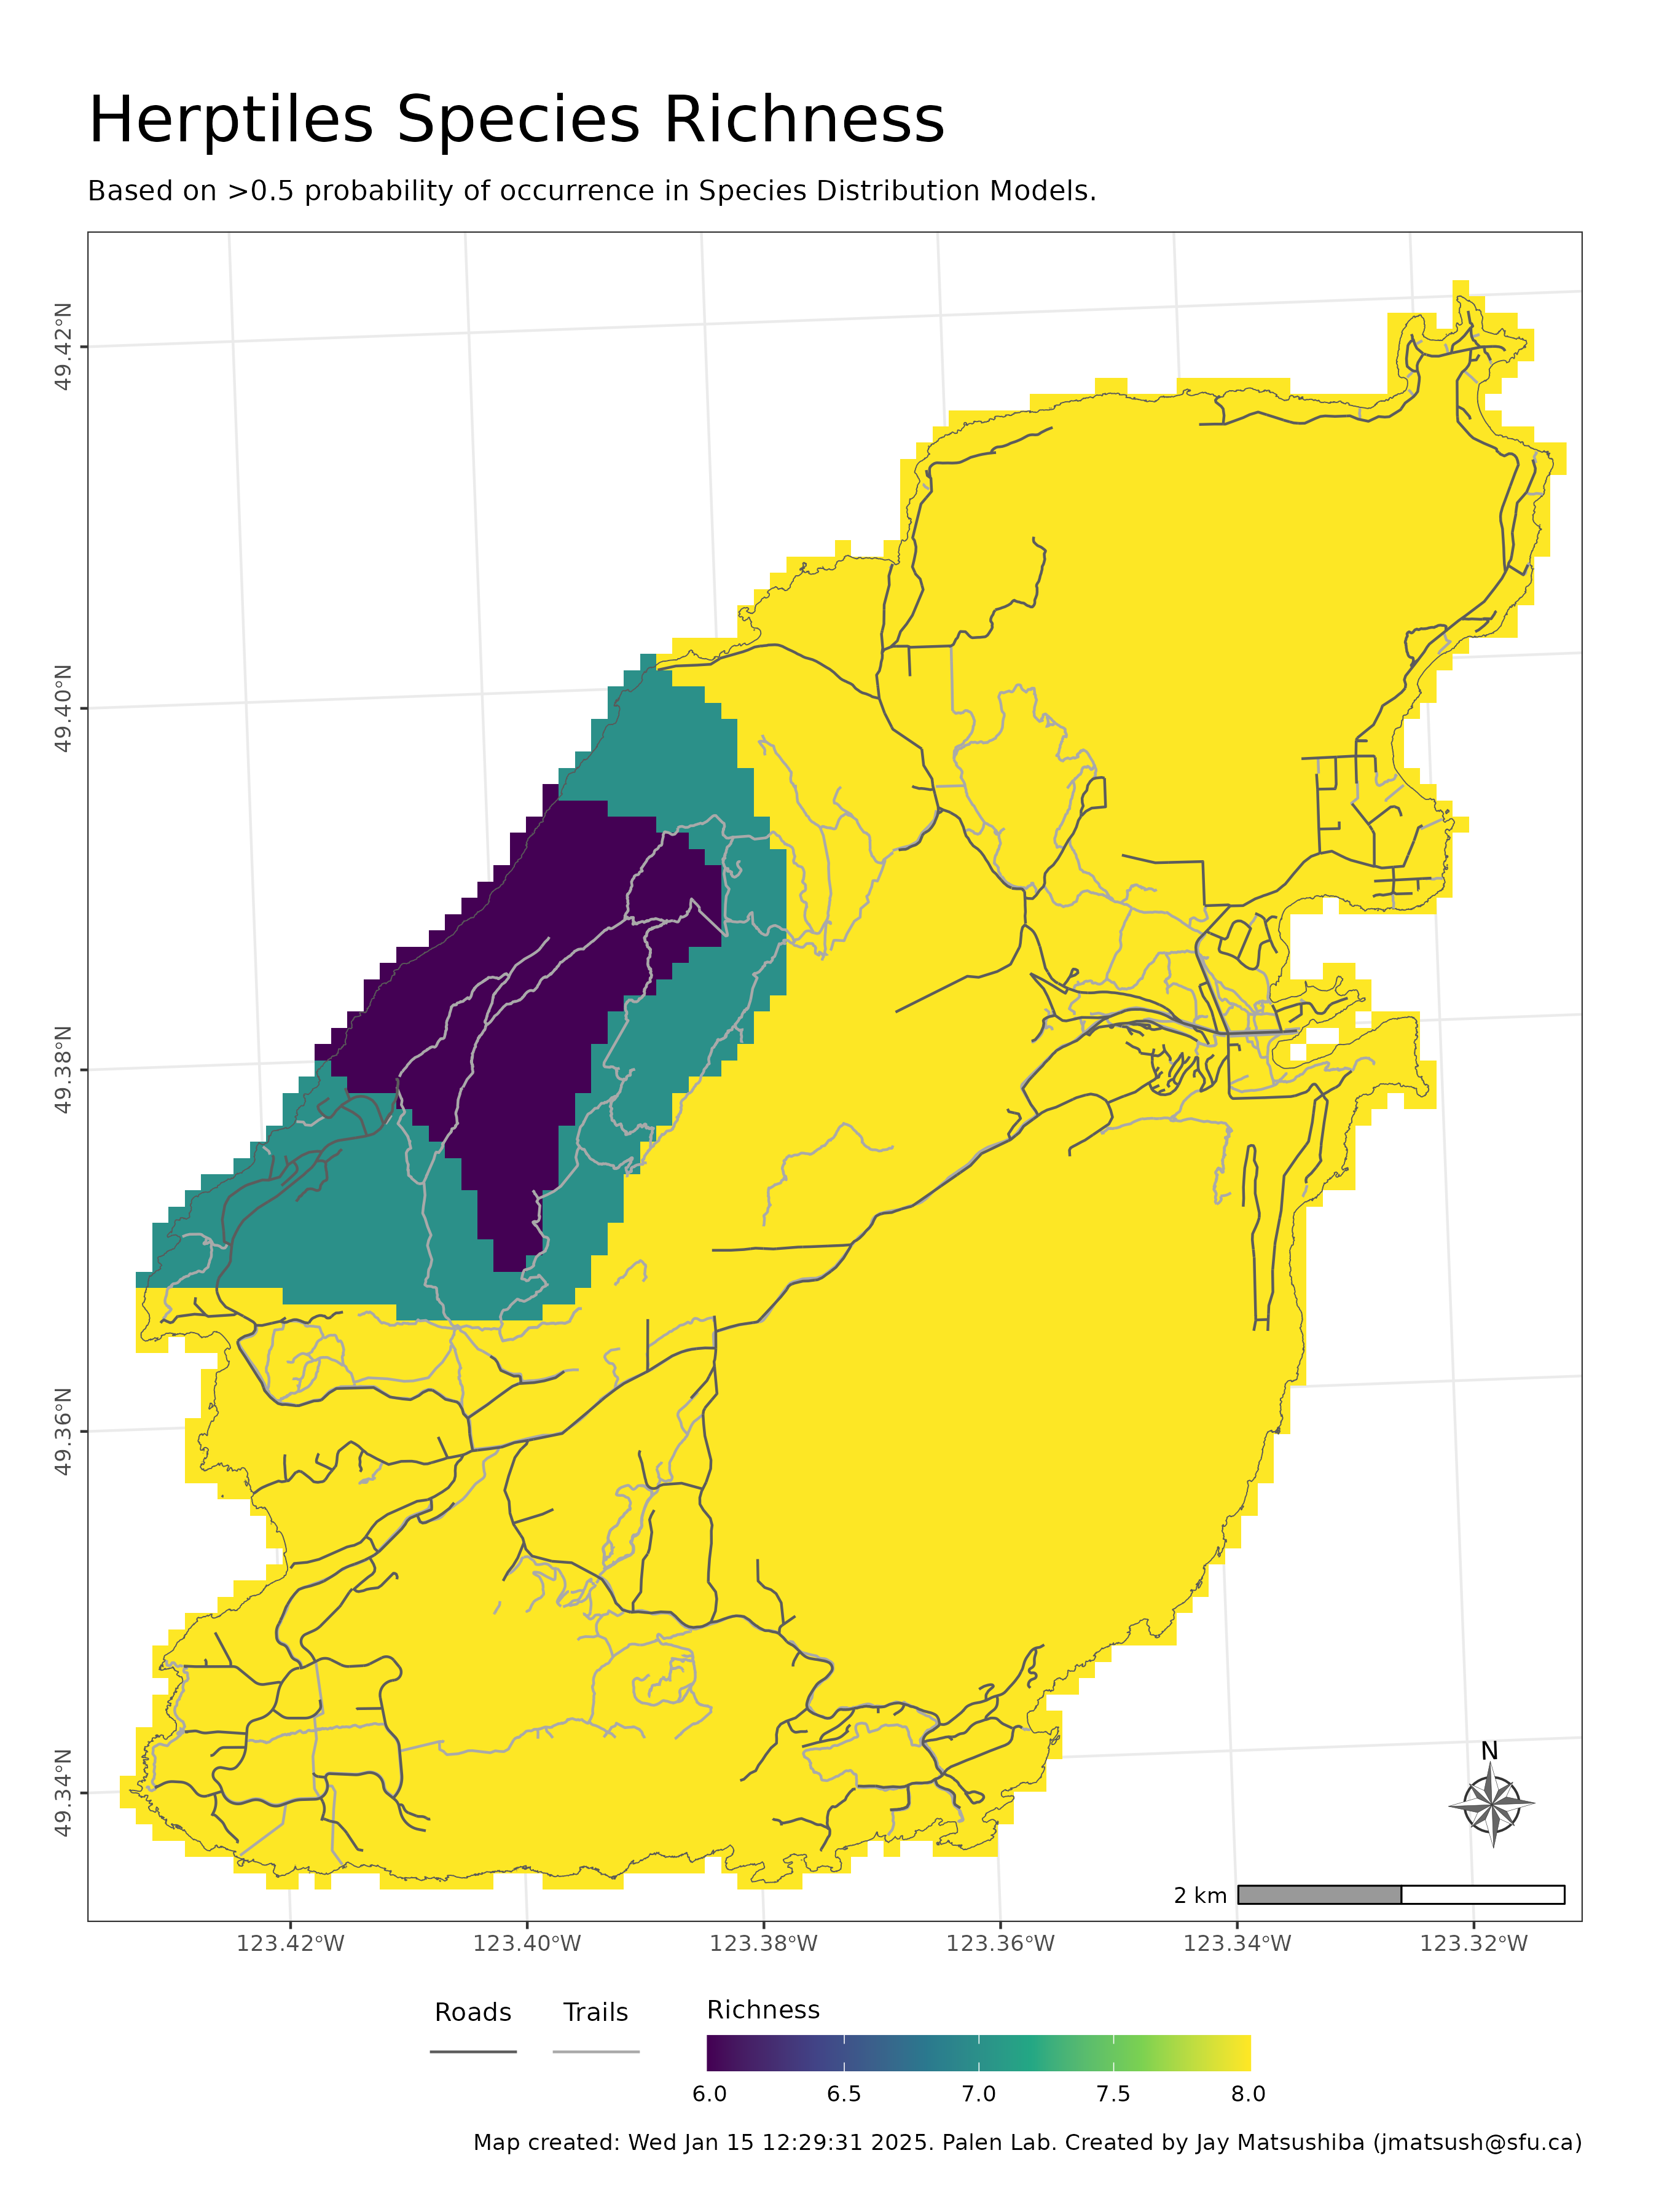 Herptiles Species Richness
Based on >0.5 probability of occurrence in Species Distribution Models.
49.42°N
49.40°N
49.38°N
49.36°N
49.34°N
N
2 km
123.42°W
123.40°W
123.38°W
123.36°W
123.34°W
123.32°W
Roads
Trails
Richness
6.0
6.5
7.0
7.5
8.0
Map created: Wed Jan 15 12:29:31 2025. Palen Lab. Created by Jay Matsushiba (jmatsush@sfu.ca)